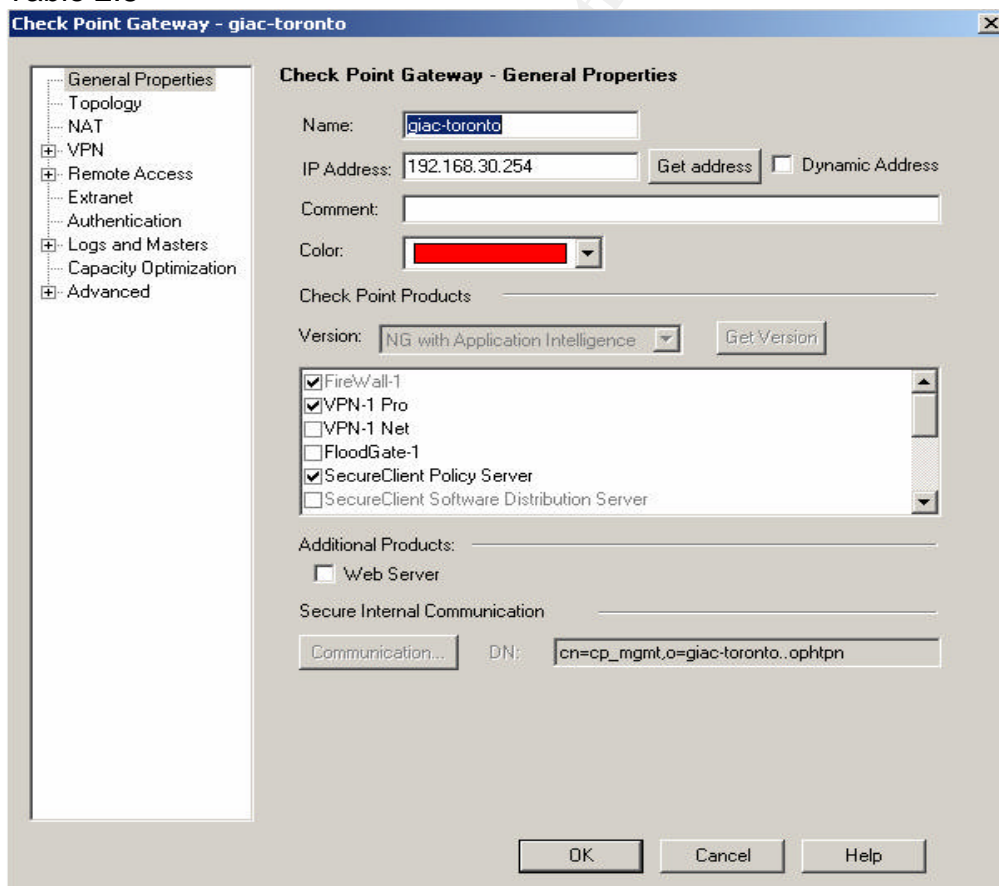 Check Point Gateway - giac-toronto
General Properties
Topology
NAT
VPN
Remote Access
Extranet
Authentication
Logs and Masters
Capacity Optimization
Advanced
Check Point Gateway - General Properties
Name: giac-toronto
IP Address: 192.168.30.254 Get address Dynamic Address
Comment:
Color:
Check Point Products
Version: NG with Application Intelligence Get Version
FireWall-1
VPN-1 Pro
VPN-1 Net
FloodGate-1
SecureClient Policy Server
SecureClient Software Distribution Server
Additional Products:
Web Server
Secure Internal Communication
Communication... DN: cn=cp_mgmt,o=giac-toronto..ophtpn
OK Cancel Help